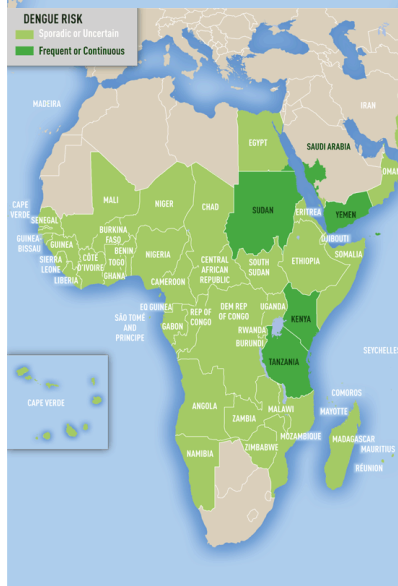 DENGUE RISK
Sporadic or Uncertain
Frequent or Continuous
MADEIRA
IRAN
SAUDI ARABIA
EGYPT
OMAN
CAPE
VERDE
MALI
NIGER
CHAD
SUDAN
ERITREA
YEMEN
SENEGAL
GUINEA-
BISSAU
GUINEA
BURKINA
FASO
BENIN
NIGERIA
DJIBOUTI
SOMALIA
SIERRA
LEONE
CÔTE
D'IVOIRE
TOGO
GHANA
LIBERIA
CENTRAL
AFRICAN
REPUBLIC
SOUTH
SUDAN
ETHIOPIA
CAMEROON
EQ GUINEA
SÃO TOMÉ
AND
PRINCIPE
GABON
REP OF
CONGO
DEM REP
OF CONGO
UGANDA
KENYA
RWANDA
BURUNDI
TANZANIA
SEYCHELLES
CAPE VERDE
COMOROS
ANGOLA
MALAWI
MAYOTTE
ZAMBIA
MOZAMBIQUE
MADAGASCAR
ZIMBABWE
MAURITIUS
NAMIBIA
RÉUNION